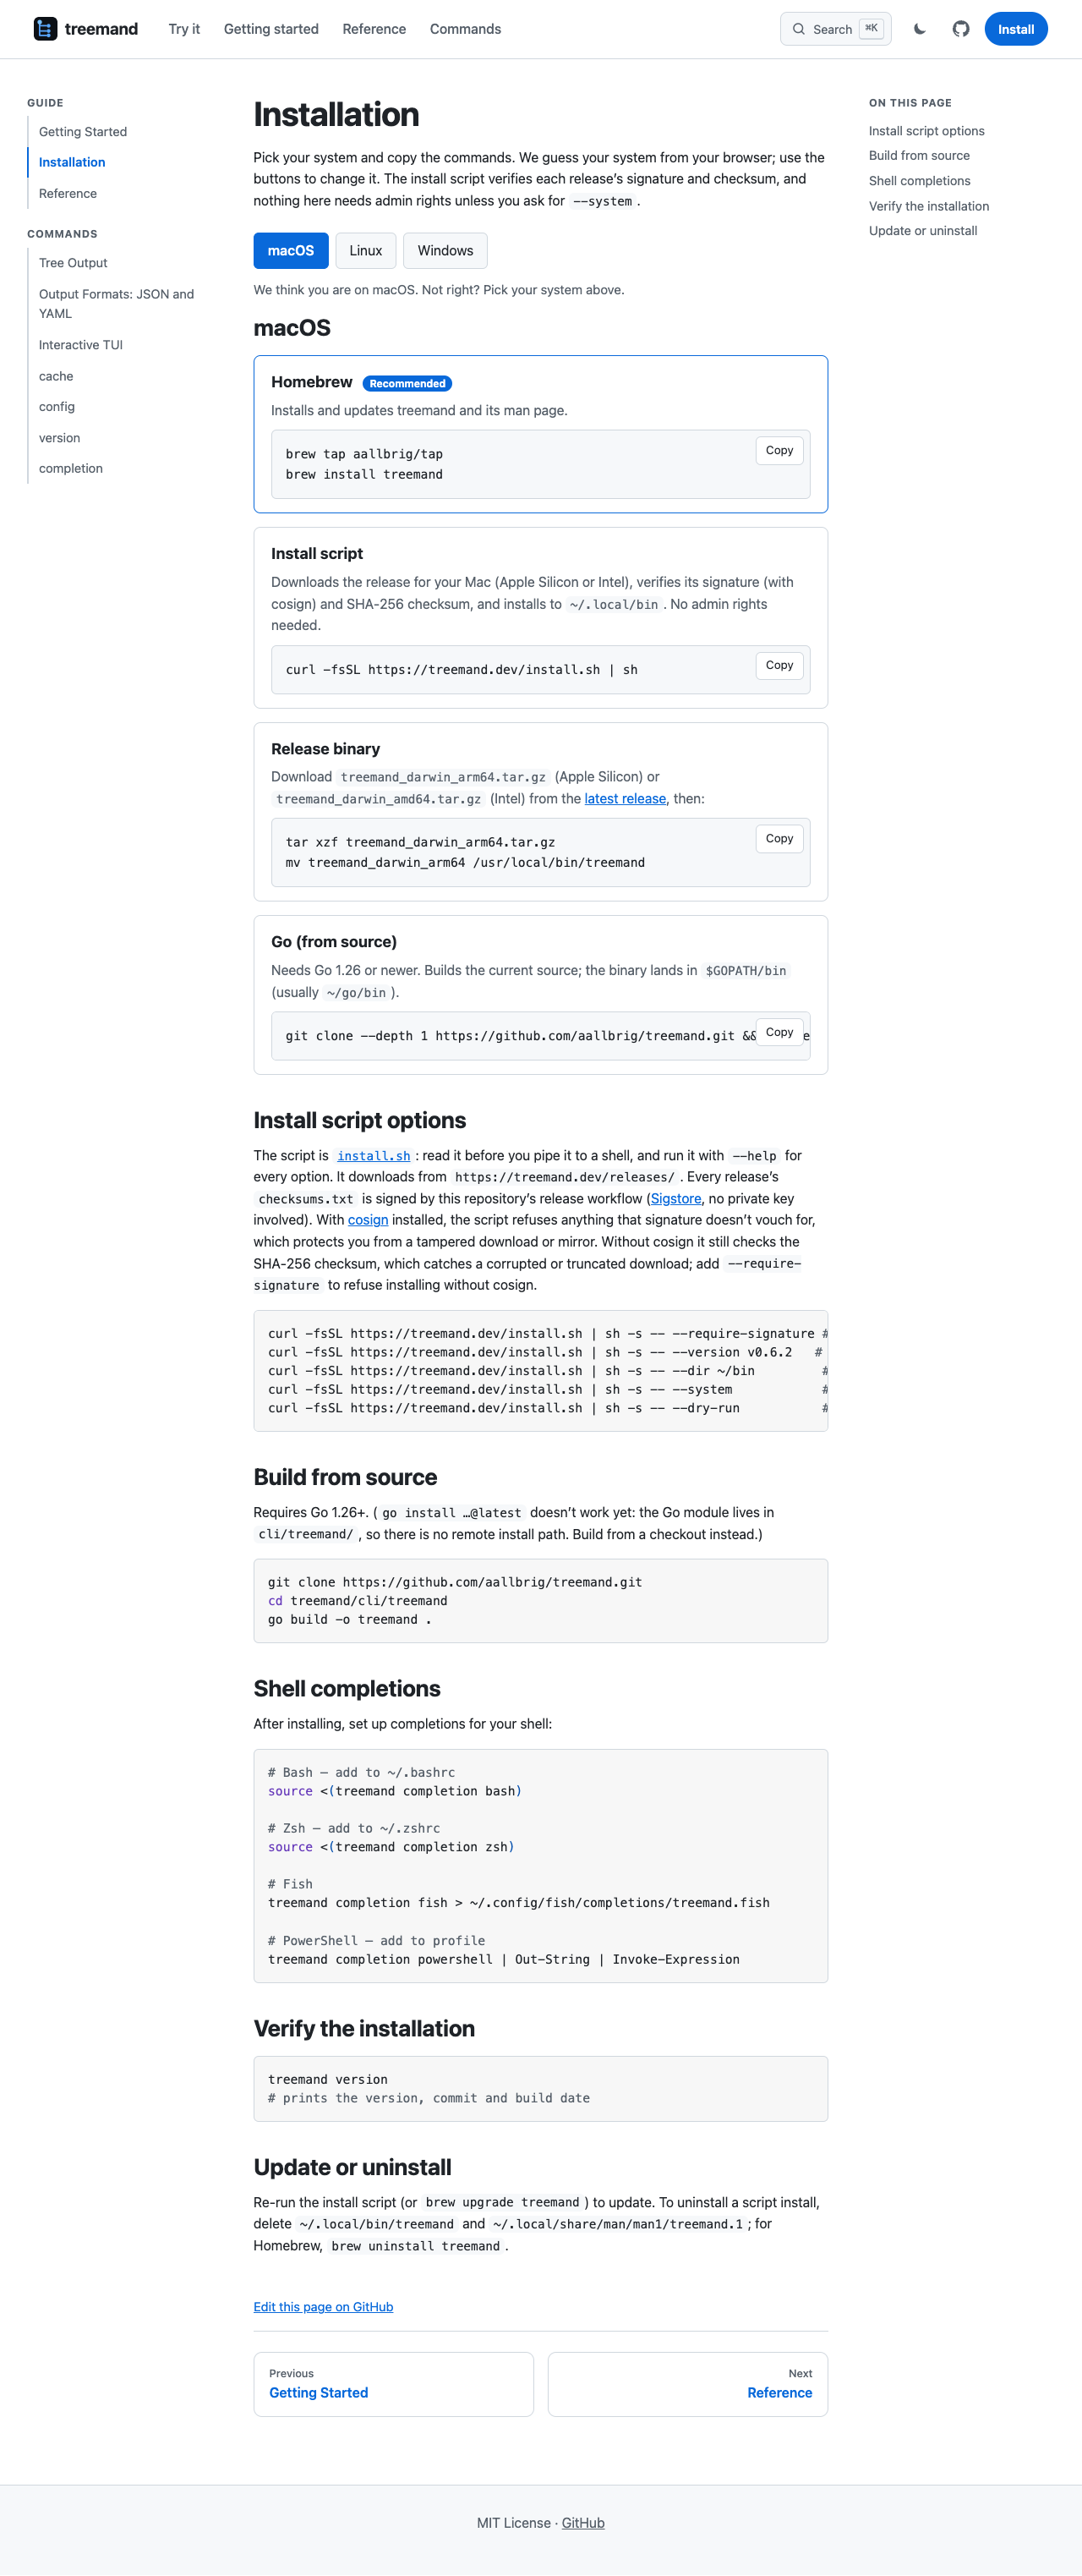 treemand
Try it
Getting started
Reference
Commands
Search ⌘K
Install
GUIDE
Getting Started
Installation
Reference
COMMANDS
Tree Output
Output Formats: JSON and
YAML
Interactive TUI
cache
config
version
completion
Installation
Pick your system and copy the commands. We guess your system from your browser; use the
buttons to change it. The install script verifies each release’s signature and checksum, and
nothing here needs admin rights unless you ask for --system.
macOS
Linux
Windows
We think you are on macOS. Not right? Pick your system above.
macOS
Homebrew Recommended
Installs and updates treemand and its man page.
Copy
brew tap aallbrig/tap
brew install treemand
Install script
Downloads the release for your Mac (Apple Silicon or Intel), verifies its signature (with
cosign) and SHA-256 checksum, and installs to ~/.local/bin. No admin rights
needed.
curl -fsSL https://treemand.dev/install.sh | sh
Copy
Release binary
Download treemand_darwin_arm64.tar.gz (Apple Silicon) or
treemand_darwin_amd64.tar.gz (Intel) from the latest release, then:
Copy
tar xzf treemand_darwin_arm64.tar.gz
mv treemand_darwin_arm64 /usr/local/bin/treemand
Go (from source)
Needs Go 1.26 or newer. Builds the current source; the binary lands in $GOPATH/bin
(usually ~/go/bin).
git clone --depth 1 https://github.com/aallbrig/treemand.git &&
Copy
Install script options
The script is install.sh: read it before you pipe it to a shell, and run it with --help for
every option. It downloads from https://treemand.dev/releases/. Every release’s
checksums.txt is signed by this repository’s release workflow (Sigstore, no private key
involved). With cosign installed, the script refuses anything that signature doesn’t vouch for,
which protects you from a tampered download or mirror. Without cosign it still checks the
SHA-256 checksum, which catches a corrupted or truncated download; add --require-
signature to refuse installing without cosign.
curl -fsSL https://treemand.dev/install.sh | sh -s -- --require-signature #
curl -fsSL https://treemand.dev/install.sh | sh -s -- --version v0.6.2 #
curl -fsSL https://treemand.dev/install.sh | sh -s -- --dir ~/bin #
curl -fsSL https://treemand.dev/install.sh | sh -s -- --system #
curl -fsSL https://treemand.dev/install.sh | sh -s -- --dry-run #
Build from source
Requires Go 1.26+. (go install …@latest doesn’t work yet: the Go module lives in
cli/treemand/, so there is no remote install path. Build from a checkout instead.)
git clone https://github.com/aallbrig/treemand.git
cd treemand/cli/treemand
go build -o treemand .
Shell completions
After installing, set up completions for your shell:
# Bash — add to ~/.bashrc
source <(treemand completion bash)
# Zsh — add to ~/.zshrc
source <(treemand completion zsh)
# Fish
treemand completion fish > ~/.config/fish/completions/treemand.fish
# PowerShell — add to profile
treemand completion powershell | Out-String | Invoke-Expression
Verify the installation
treemand version
# prints the version, commit and build date
Update or uninstall
Re-run the install script (or brew upgrade treemand) to update. To uninstall a script install,
delete ~/.local/bin/treemand and ~/.local/share/man/man1/treemand.1; for
Homebrew, brew uninstall treemand.
Edit this page on GitHub
Previous
Getting Started
Next
Reference
ON THIS PAGE
Install script options
Build from source
Shell completions
Verify the installation
Update or uninstall
MIT License · GitHub